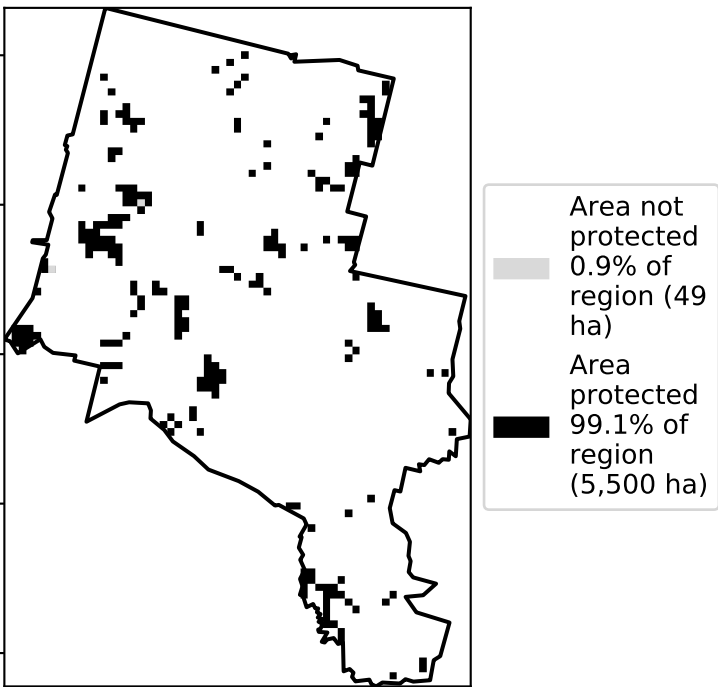 Area not
protected
0.9% of
region (49
ha)
Area
protected
99.1% of
region
(5,500 ha)